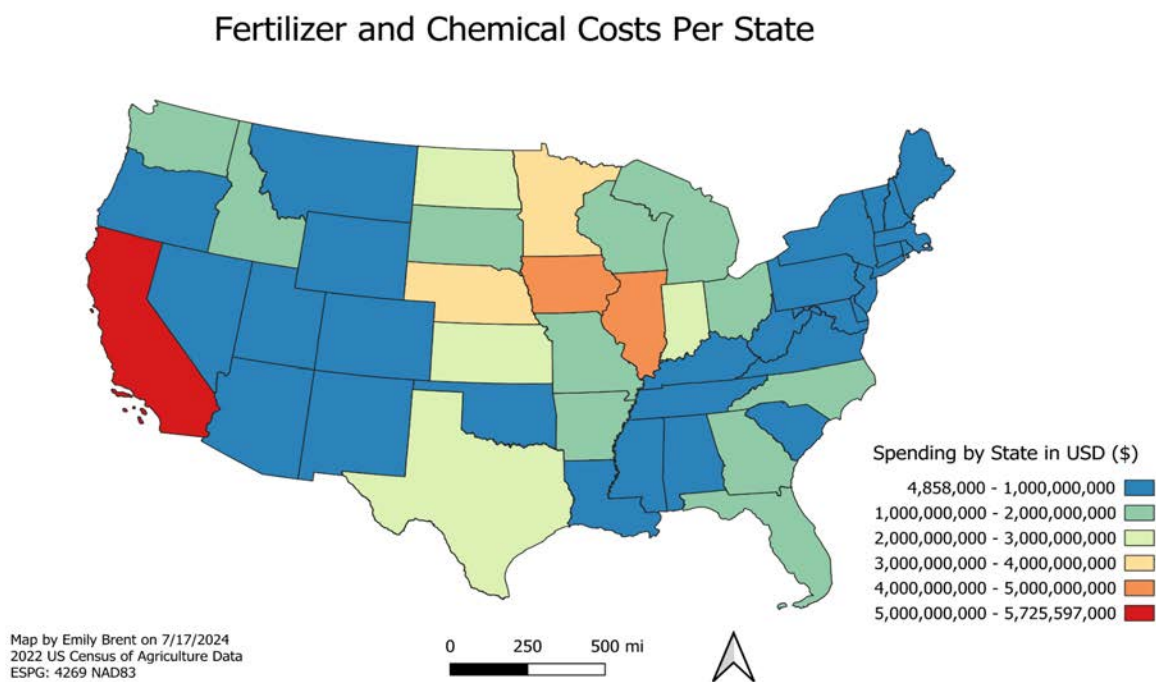 Fertilizer and Chemical Costs Per State
Spending by State in USD ($)
4,858,000 - 1,000,000,000
1,000,000,000 - 2,000,000,000
2,000,000,000 - 3,000,000,000
3,000,000,000 - 4,000,000,000
4,000,000,000 - 5,000,000,000
5,000,000,000 - 5,725,597,000
Map by Emily Brent on 7/17/2024
2022 US Census of Agriculture Data
ESPG: 4269 NAD83
0 250 500 mi